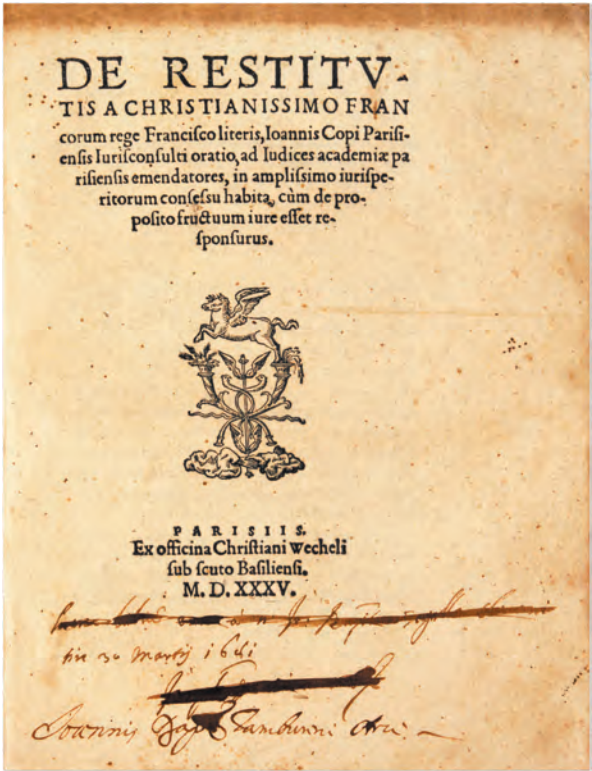 DE RESTITV-
TIS A CHRISTIANISSIMO FRAN
corum rege Franciſco literis, Ioannis Copi Pariſi-
enſis Iuriſconſulti oratio, ad Iudices academiæ pa
riſienſis emendatores, in ampliſſimo iuriſpe-
ritorum conſeſſu habita, cùm de pro-
poſito fructuum iure eſſet re-
ſponſurus.
PARISIIS.
Ex officina Chriſtiani wecheli
ſub ſcuto Baſilienſi.
M. D. XXXV.
30 Martij
Ioannis